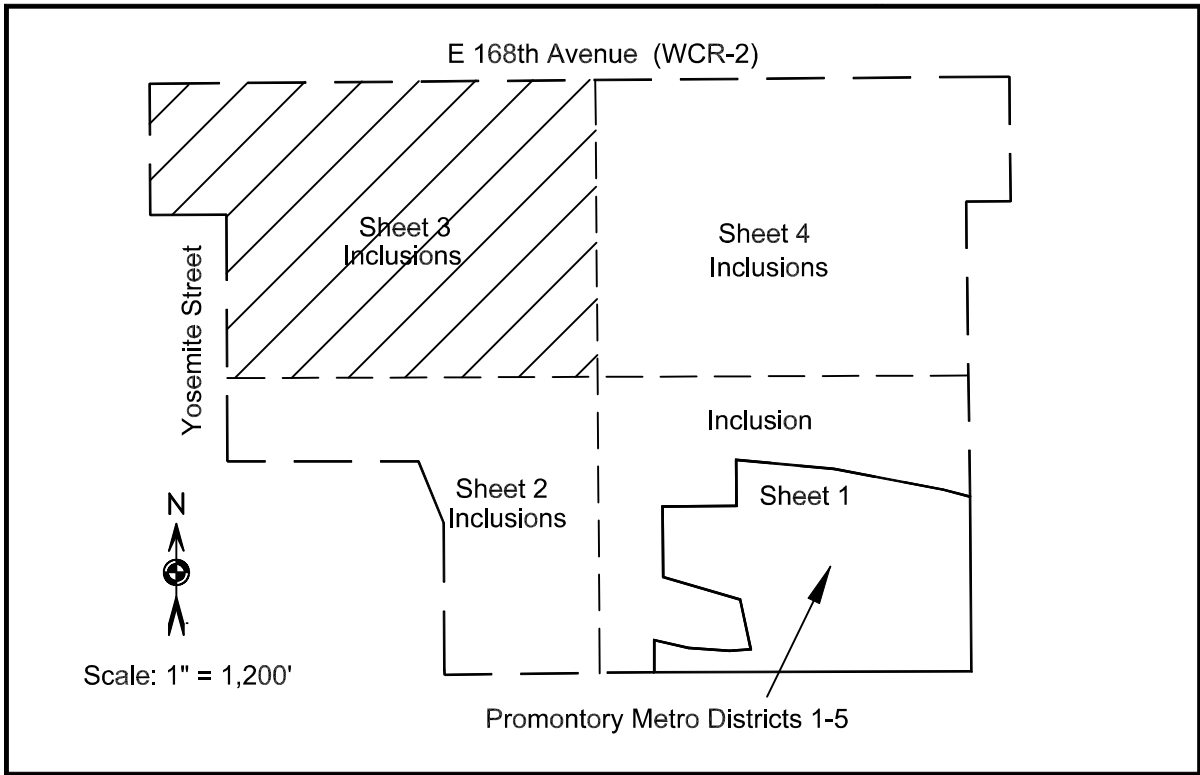 E 168th Avenue (WCR-2)
Sheet 3
Inclusions
Sheet 4
Inclusions
Yosemite Street
Inclusion
Sheet 2
Inclusions
Sheet 1
N
Scale: 1" = 1,200'
Promontory Metro Districts 1-5